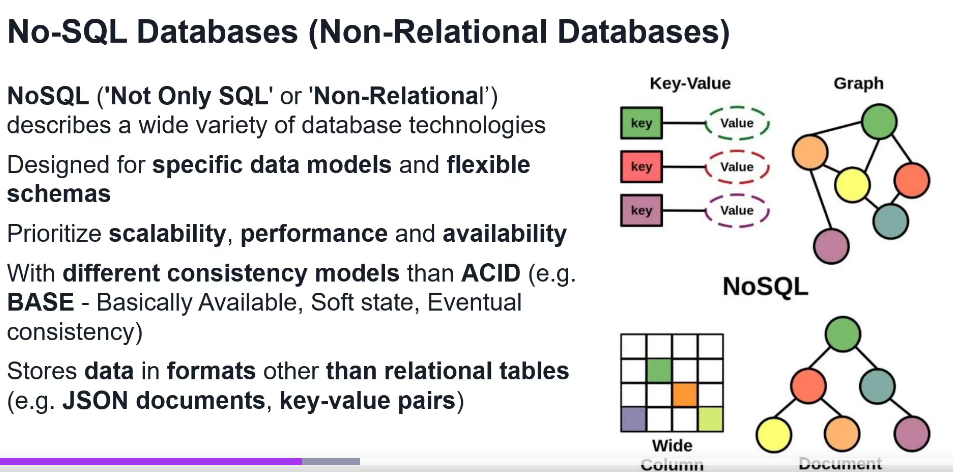 No-SQL Databases (Non-Relational Databases)
NoSQL ('Not Only SQL' or 'Non-Relational’)
describes a wide variety of database technologies
Designed for specific data models and flexible
schemas
Prioritize scalability, performance and availability
With different consistency models than ACID (e.g.
BASE - Basically Available, Soft state, Eventual
consistency)
Stores data in formats other than relational tables
(e.g. JSON documents, key-value pairs)
Key-Value
key
Value
key
Value
key
Value
Graph
NoSQL
Wide
Column
Document